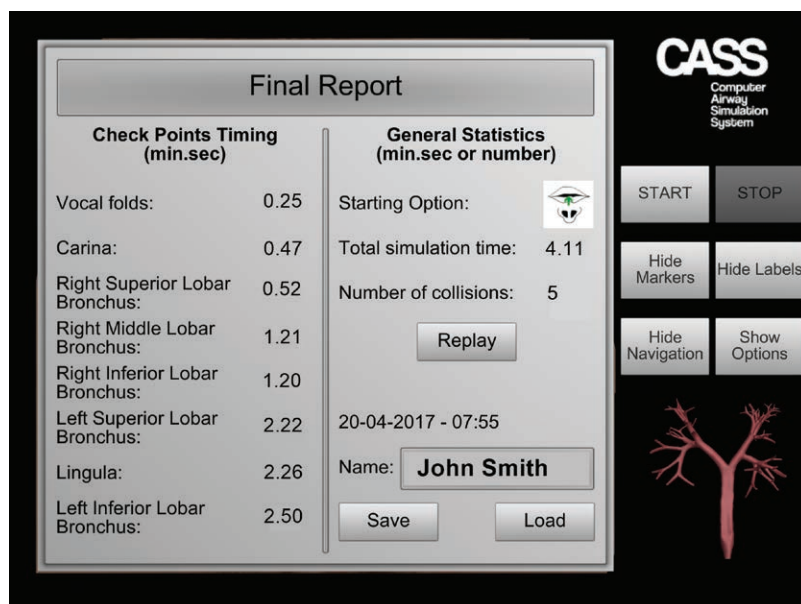 Final Report
Check Points Timing
(min.sec)
Vocal folds: 0.25
Carina: 0.47
Right Superior Lobar
Bronchus: 0.52
Right Middle Lobar
Bronchus: 1.21
Right Inferior Lobar
Bronchus: 1.20
Left Superior Lobar
Bronchus: 2.22
Lingula: 2.26
Left Inferior Lobar
Bronchus: 2.50
General Statistics
(min.sec or number)
Starting Option:
Total simulation time: 4.11
Number of collisions: 5
Replay
20-04-2017 - 07:55
Name: John Smith
Save Load
CASS
Computer
Airway
Simulation
System
START STOP
Hide
Markers
Hide Labels
Hide
Navigation
Show
Options